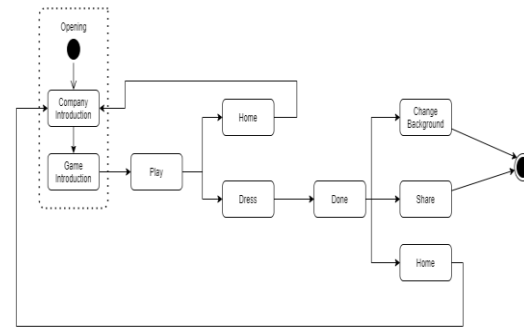 Opening
Company
Introduction
Game
Introduction
Play
Home
Dress
Done
Change
Background
Share
Home